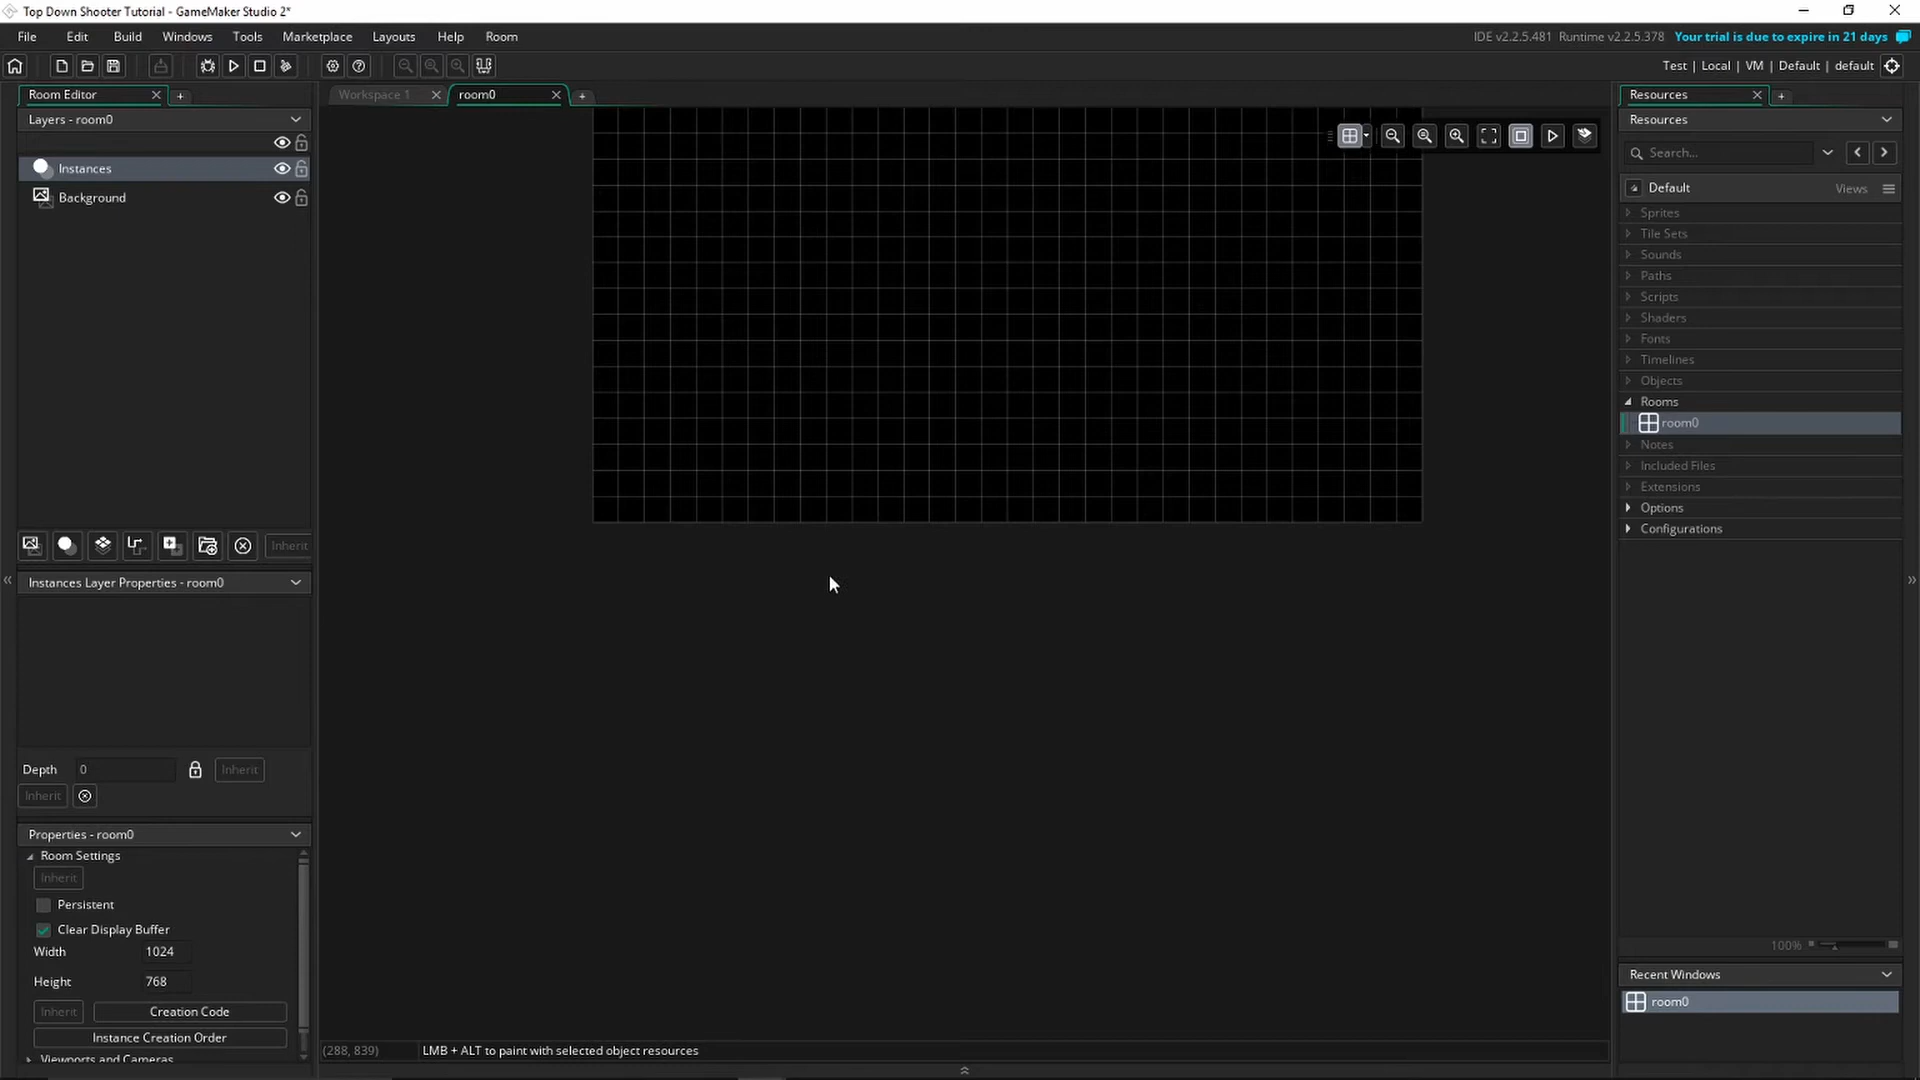 Top Down Shooter Tutorial - GameMaker Studio 2*
File Edit Build Windows Tools Marketplace Layouts Help Room
IDE v2.2.5.481 Runtime v2.2.5.378 Your trial is due to expire in 21 days
Test | Local | VM | Default | default
Room Editor
Workspace 1
room0
Resources
Layers - room0
Resources
Search...
Instances
Default
Views
Background
Sprites
Tile Sets
Sounds
Paths
Scripts
Shaders
Fonts
Timelines
Objects
Rooms
room0
Notes
Included Files
Extensions
Options
Configurations
Inherit
Instances Layer Properties - room0
Depth 0 Inherit
Inherit
Properties - room0
Room Settings
Inherit
Persistent
Clear Display Buffer
Width 1024
Height 768
Inherit Creation Code
Instance Creation Order
Viewports and Cameras
100%
Recent Windows
room0
(288, 839) LMB + ALT to paint with selected object resources